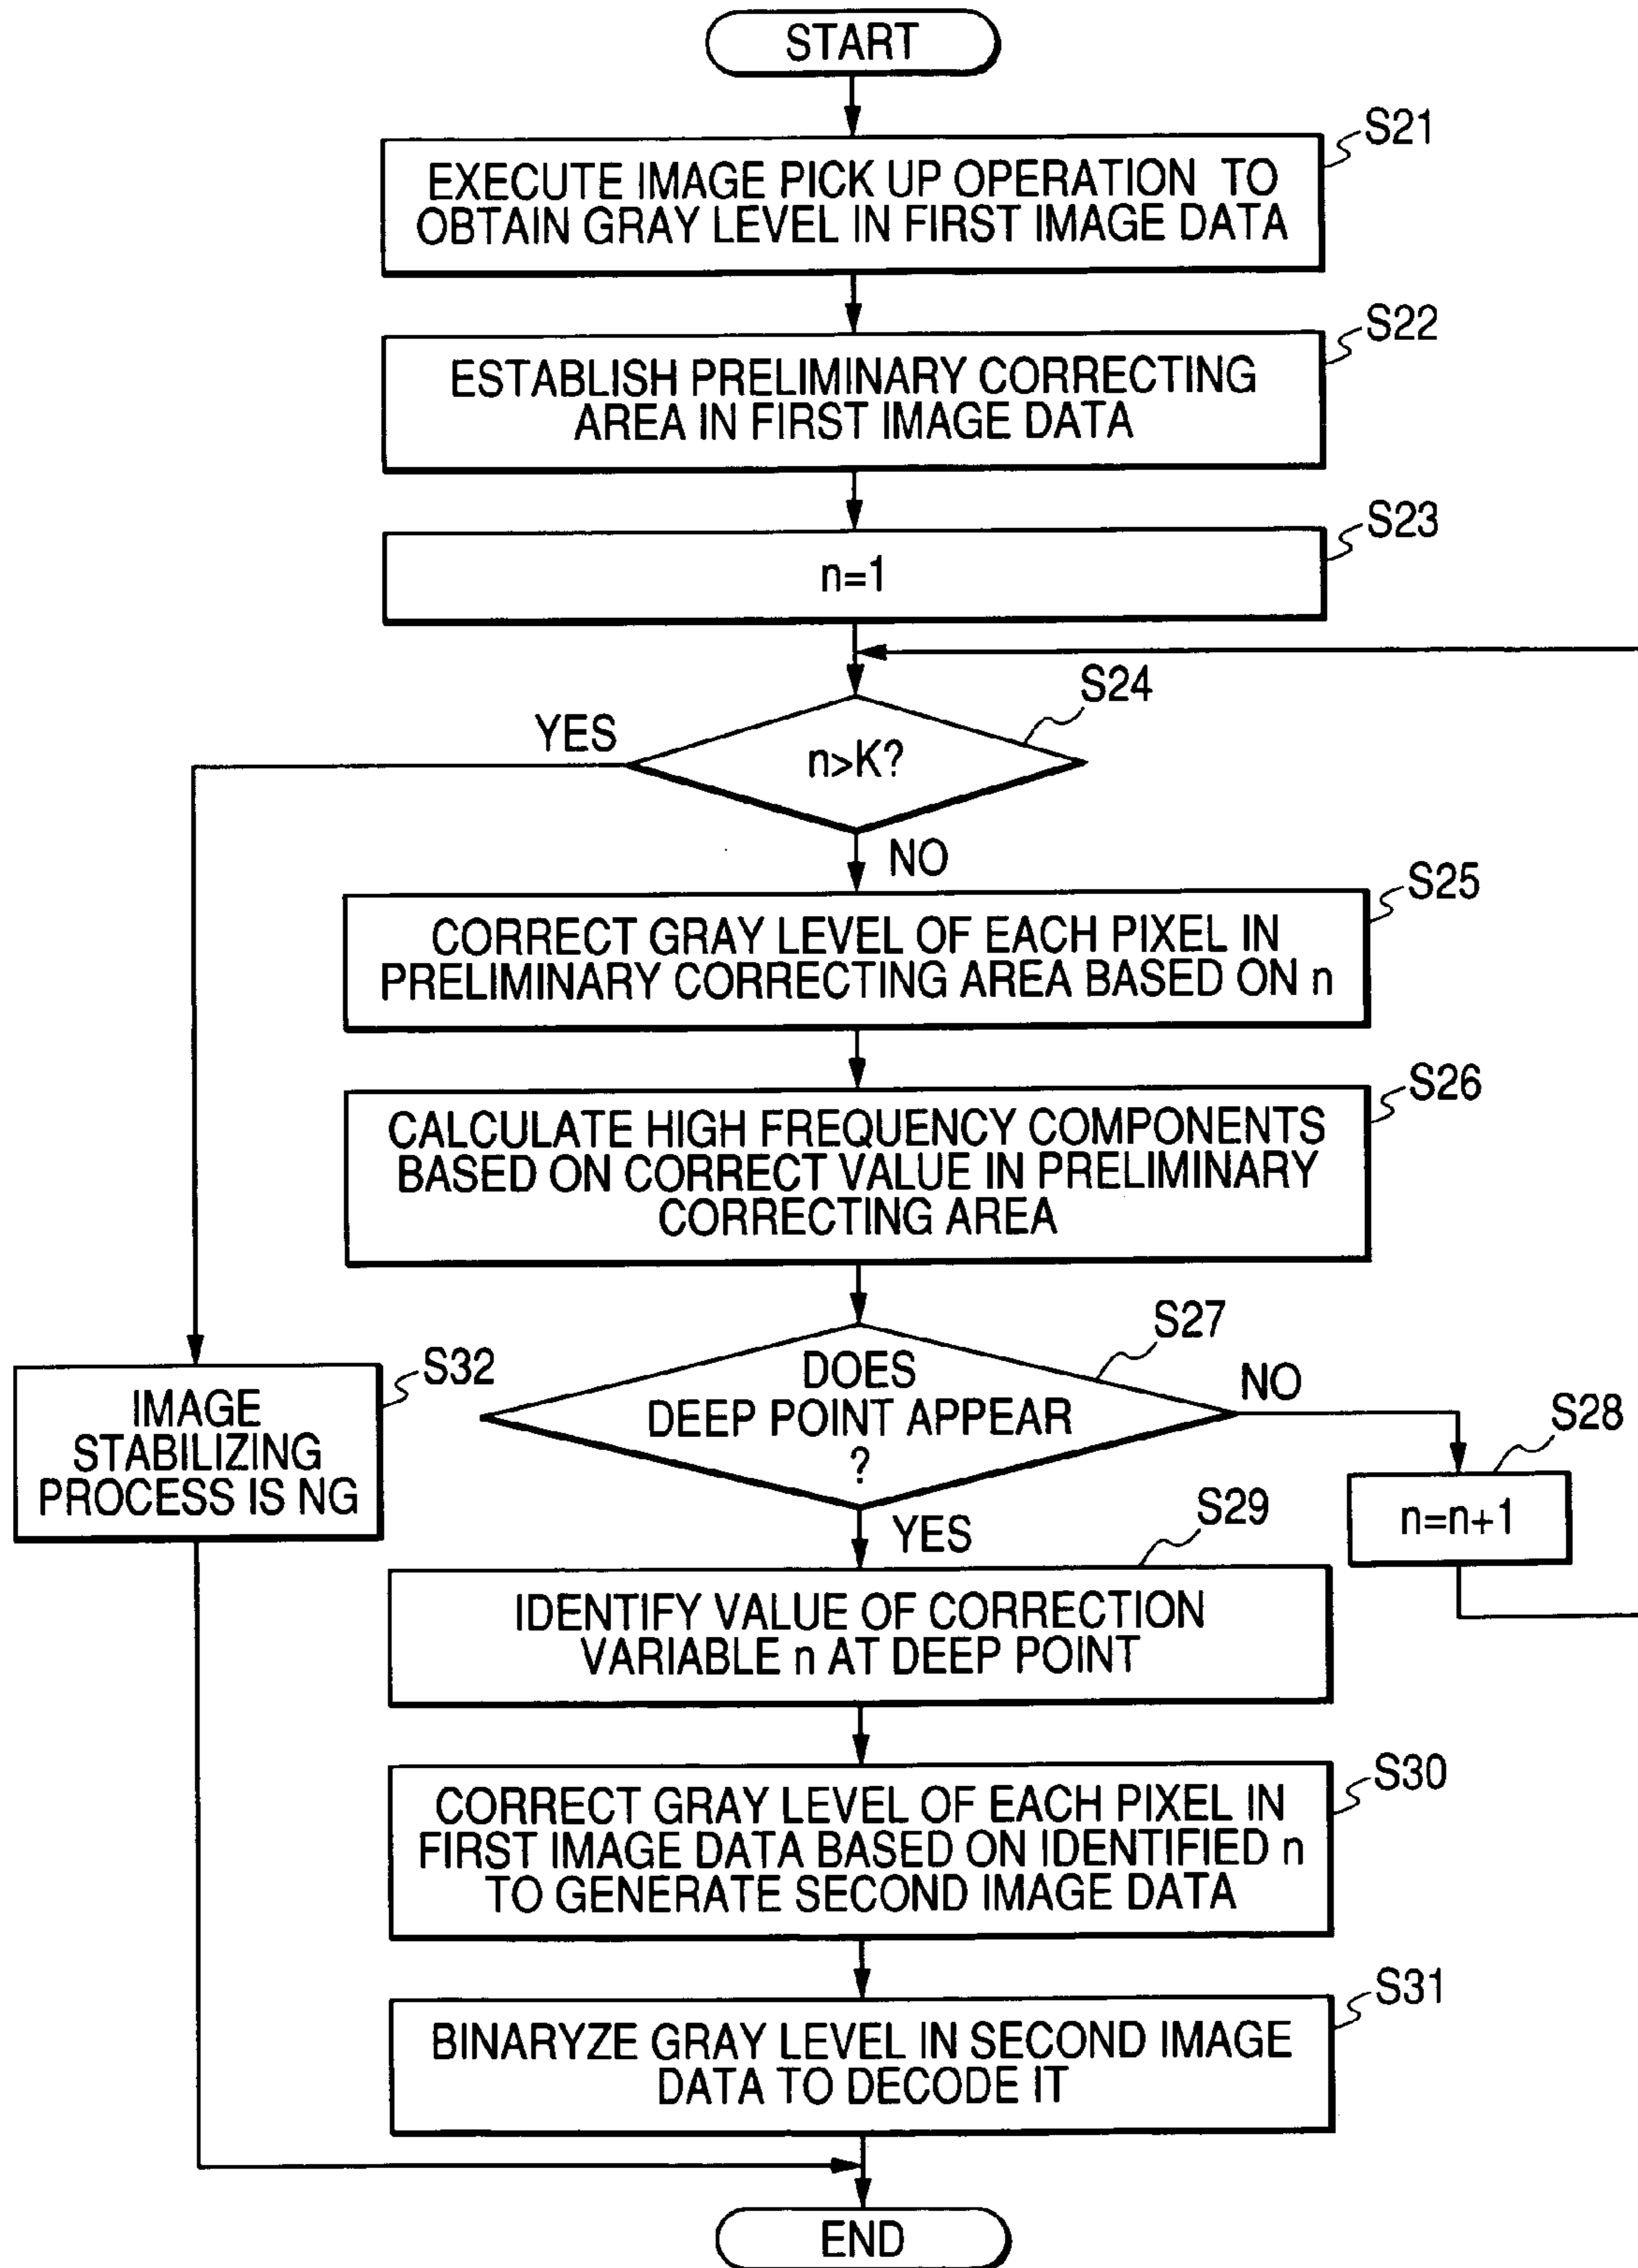 START
S21
EXECUTE IMAGE PICK UP OPERATION TO
OBTAIN GRAY LEVEL IN FIRST IMAGE DATA
S22
ESTABLISH PRELIMINARY CORRECTING
AREA IN FIRST IMAGE DATA
S23
n=1
S24
YES
n>K?
NO
S25
CORRECT GRAY LEVEL OF EACH PIXEL IN
PRELIMINARY CORRECTING AREA BASED ON n
S26
CALCULATE HIGH FREQUENCY COMPONENTS
BASED ON CORRECT VALUE IN PRELIMINARY
CORRECTING AREA
S32
IMAGE
STABILIZING
PROCESS IS NG
S27
DOES
DEEP POINT APPEAR
?
NO
S28
n=n+1
YES
S29
IDENTIFY VALUE OF CORRECTION
VARIABLE n AT DEEP POINT
S30
CORRECT GRAY LEVEL OF EACH PIXEL IN
FIRST IMAGE DATA BASED ON IDENTIFIED n
TO GENERATE SECOND IMAGE DATA
S31
BINARYZE GRAY LEVEL IN SECOND IMAGE
DATA TO DECODE IT
END